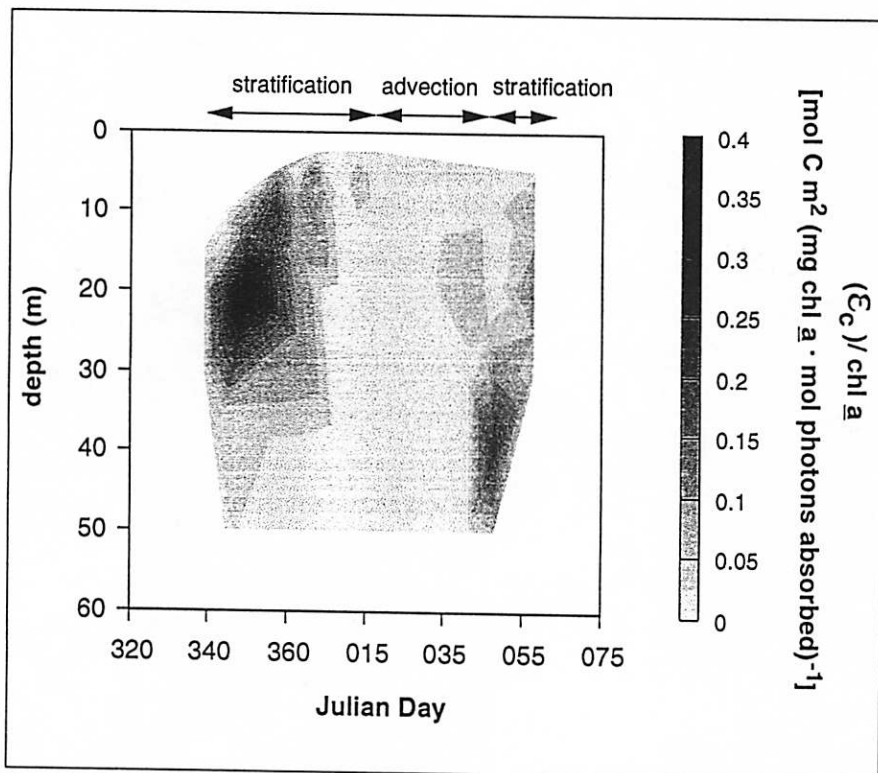 stratification advection stratification
0
10
20
30
40
50
60
depth (m)
320 340 360 015 035 055 075
Julian Day
0.4
0.35
0.3
0.25
0.2
0.15
0.1
0.05
0
(Ɛc)/ chl a
[mol C m² (mg chl a · mol photons absorbed)⁻¹]